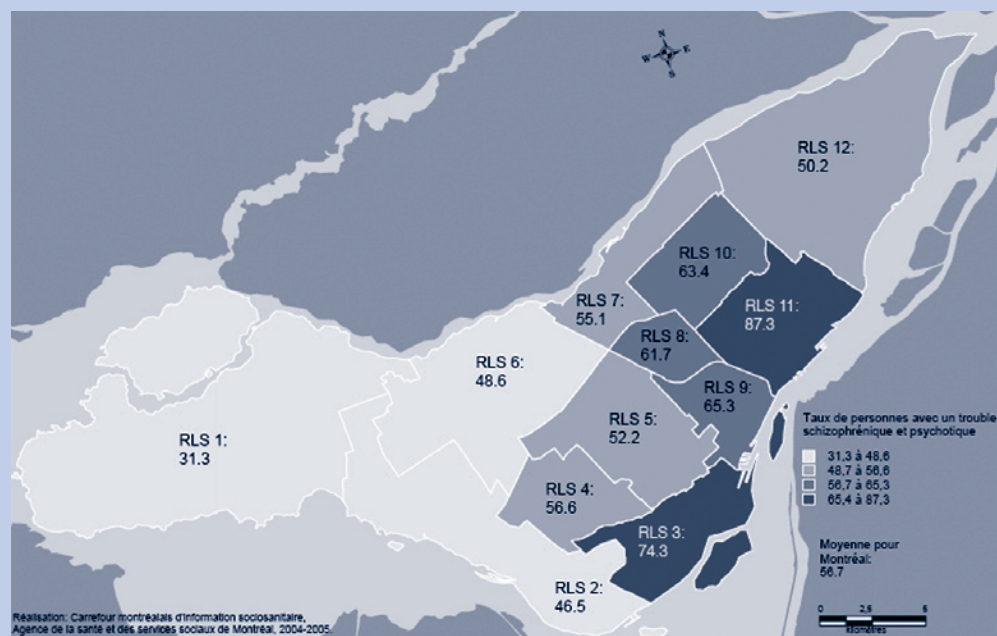 N
W E
S
RLS 12:
50.2
RLS 10:
63.4
RLS 7:
55.1
RLS 11:
87.3
RLS 8:
61.7
RLS 6:
48.6
RLS 9:
65.3
RLS 5:
52.2
RLS 1:
31.3
RLS 4:
56.6
RLS 3:
74.3
RLS 2:
46.5
Taux de personnes avec un trouble
schizophrénique et psychotique
31,3 à 48,6
48,7 à 56,6
56,7 à 65,3
65,4 à 87,3
Moyenne pour
Montréal:
56.7
0 2,5 5
kilomètres
Réalisation: Carrefour montréalais d'information sociosanitaire,
Agence de la santé et des services sociaux de Montréal, 2004-2005.